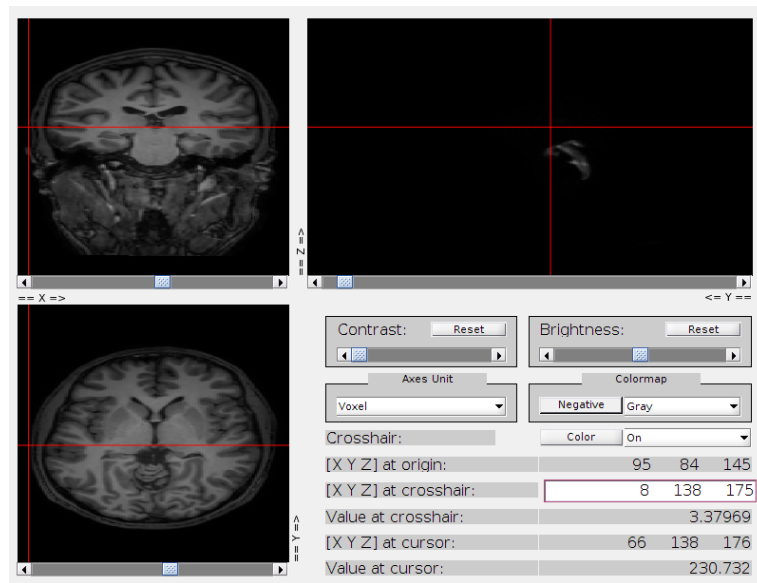 == Z ==>
== X =>
<= Y ==
Contrast: Reset
Brightness: Reset
Axes Unit
Voxel
Colormap
Negative Gray
Crosshair: Color On
[X Y Z] at origin: 95 84 145
[X Y Z] at crosshair: 8 138 175
Value at crosshair: 3.37969
[X Y Z] at cursor: 66 138 176
Value at cursor: 230.732
== Y =>